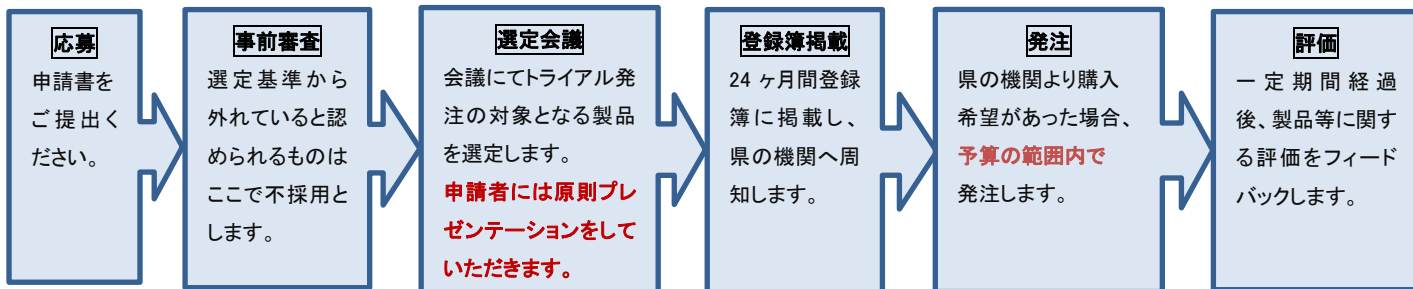 応募
申請書を
ご提出く
ださい。
事前審査
選定基準から
外れていると認
められるものは
ここで不採用と
します。
選定会議
会議にてトライアル発
注の対象となる製品
を選定します。
申請者には原則プレ
ゼンテーションをして
いただきます。
登録簿掲載
24 ヶ月間登録
簿に掲載し、
県の機関へ周
知します。
発注
県の機関より購入
希望があった場合、
予算の範囲内で
発注します。
評価
一定期間経過
後、製品等に関す
る評価をフィード
バックします。